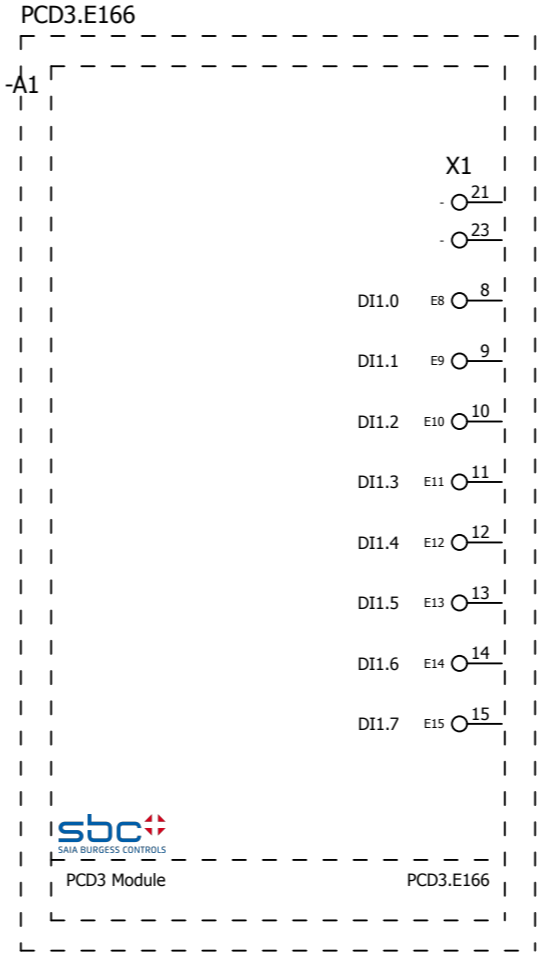 PCD3.E166
-A1
X1
- 21
- 23
DI1.0 E8 8
DI1.1 E9 9
DI1.2 E10 10
DI1.3 E11 11
DI1.4 E12 12
DI1.5 E13 13
DI1.6 E14 14
DI1.7 E15 15
sbc
SAIA BURGESS CONTROLS
PCD3 Module PCD3.E166